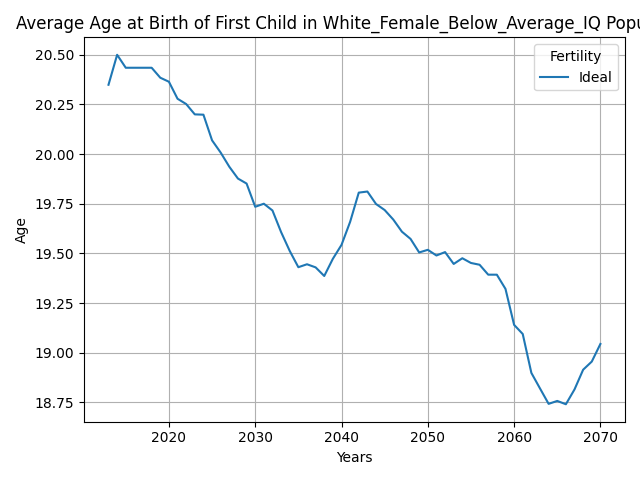 Average Age at Birth of First Child in White_Female_Below_Average_IQ Popu
Fertility
Ideal
20.50
20.25
20.00
19.75
19.50
19.25
19.00
18.75
Age
2020 2030 2040 2050 2060 2070
Years